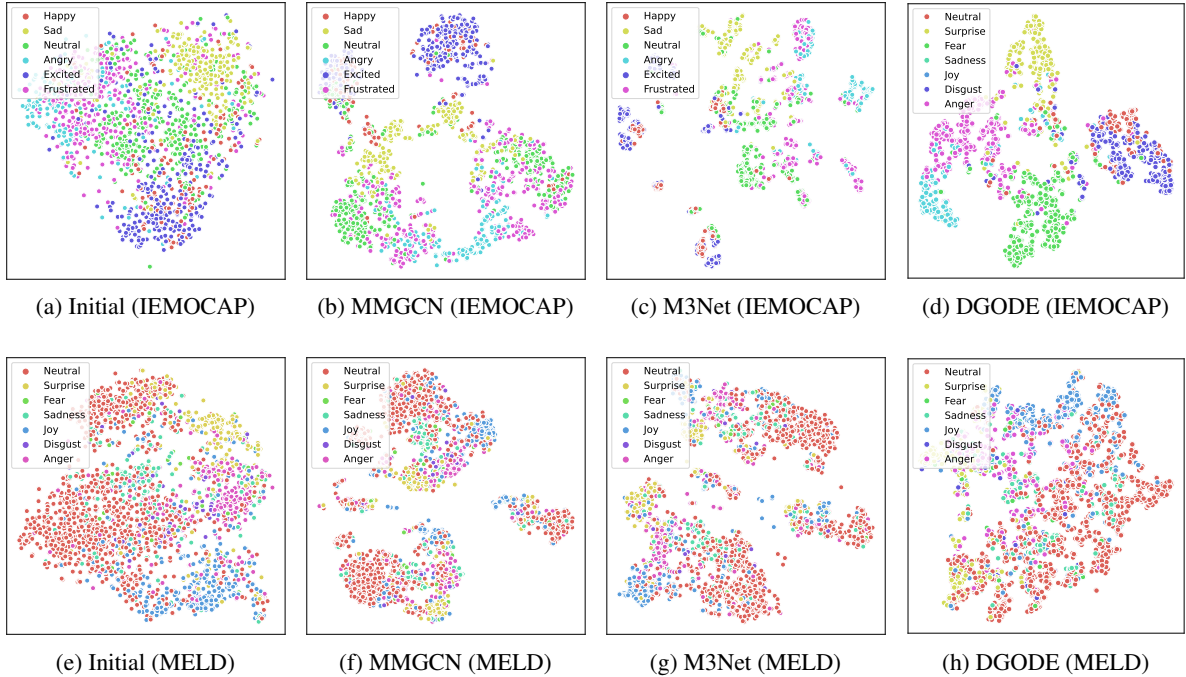 Happy
Sad
Neutral
Angry
Excited
Frustrated
Happy
Sad
Neutral
Angry
Excited
Frustrated
Happy
Sad
Neutral
Angry
Excited
Frustrated
Neutral
Surprise
Fear
Sadness
Joy
Disgust
Anger
(a) Initial (IEMOCAP)
(b) MMGCN (IEMOCAP)
(c) M3Net (IEMOCAP)
(d) DGODE (IEMOCAP)
Neutral
Surprise
Fear
Sadness
Joy
Disgust
Anger
Neutral
Surprise
Fear
Sadness
Joy
Disgust
Anger
Neutral
Surprise
Fear
Sadness
Joy
Disgust
Anger
Neutral
Surprise
Fear
Sadness
Joy
Disgust
Anger
(e) Initial (MELD)
(f) MMGCN (MELD)
(g) M3Net (MELD)
(h) DGODE (MELD)